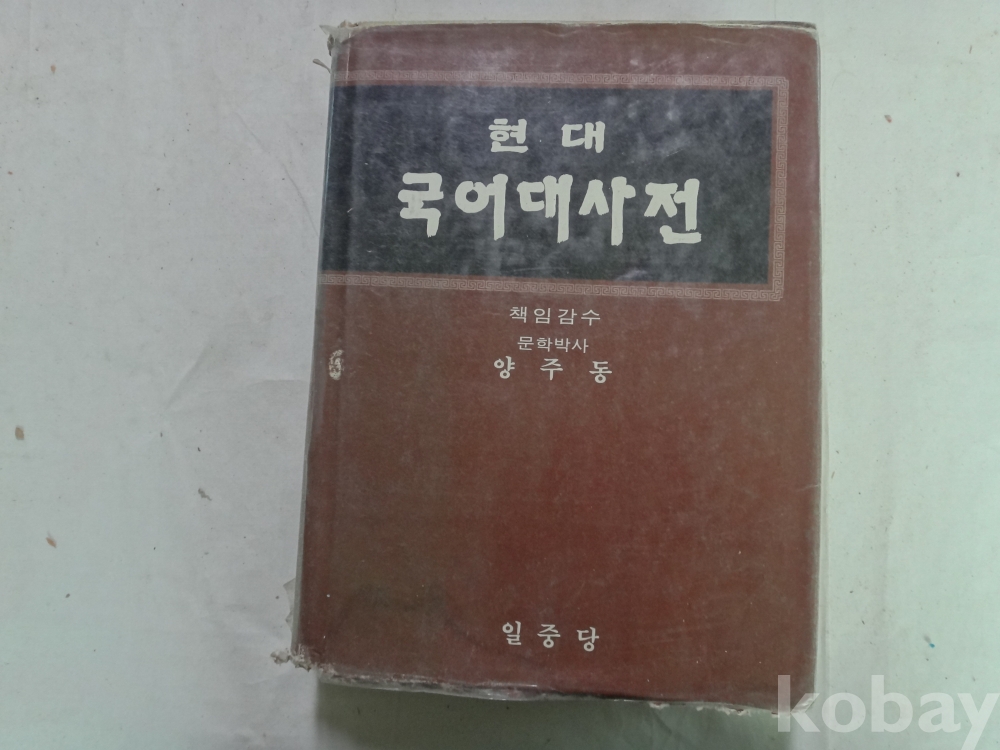 현대
국어대사전
책임감수
문학박사
양주동
일중당
kobay